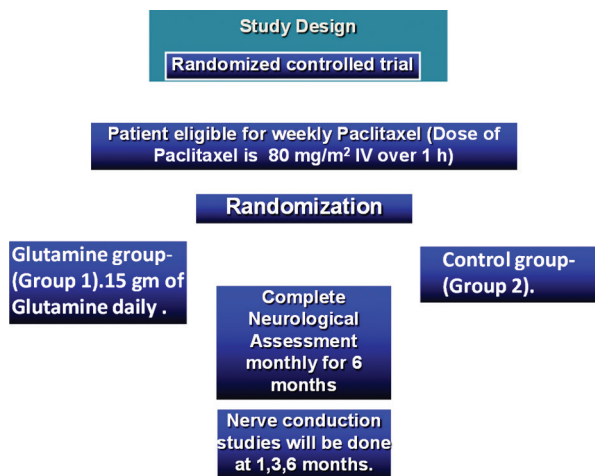 Study Design
Randomized controlled trial
Patient eligible for weekly Paclitaxel (Dose of
Paclitaxel is 80 mg/m² IV over 1 h)
Randomization
Glutamine group-
(Group 1).15 gm of
Glutamine daily .
Control group-
(Group 2).
Complete
Neurological
Assessment
monthly for 6
months
Nerve conduction
studies will be done
at 1,3,6 months.